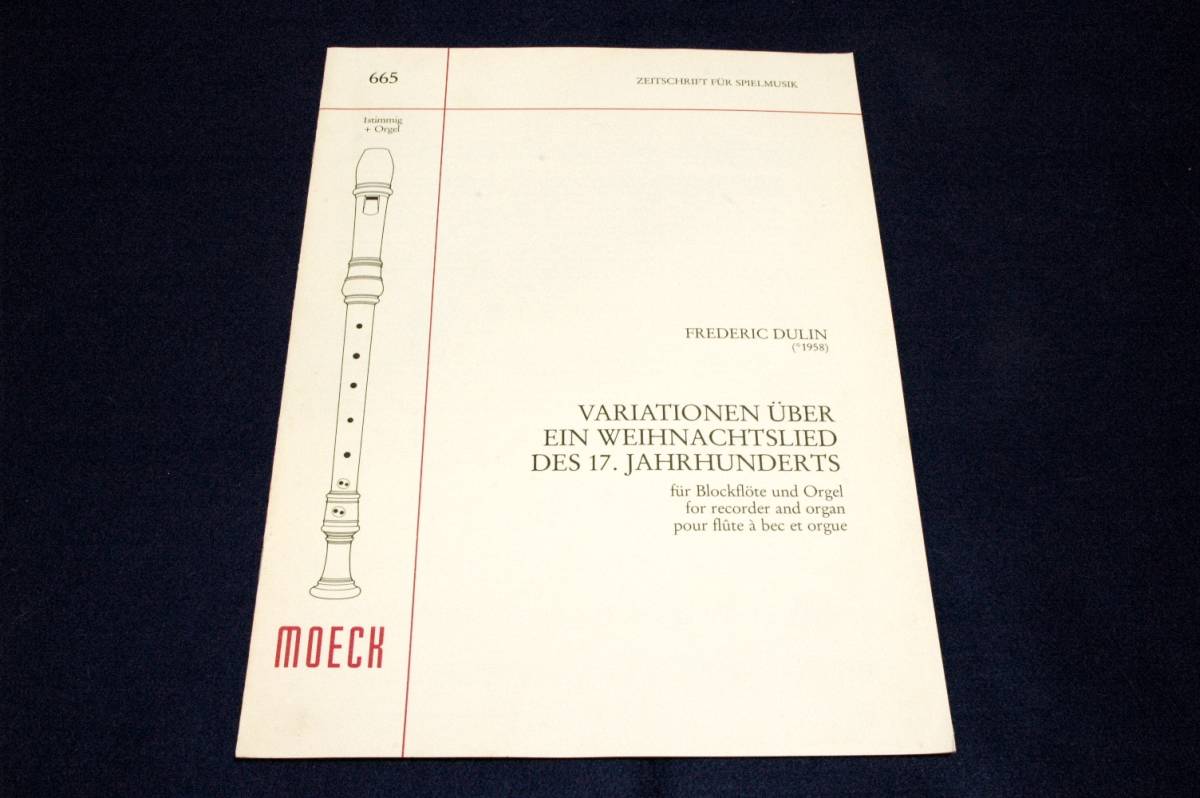 665
ZEITSCHRIFT FÜR SPIELMUSIK
1stimmig
+ Orgel
FREDERIC DULIN
(*1958)
VARIATIONEN ÜBER
EIN WEIHNACHTSLIED
DES 17. JAHRHUNDERTS
für Blockflöte und Orgel
for recorder and organ
pour flûte à bec et orgue
MOECK